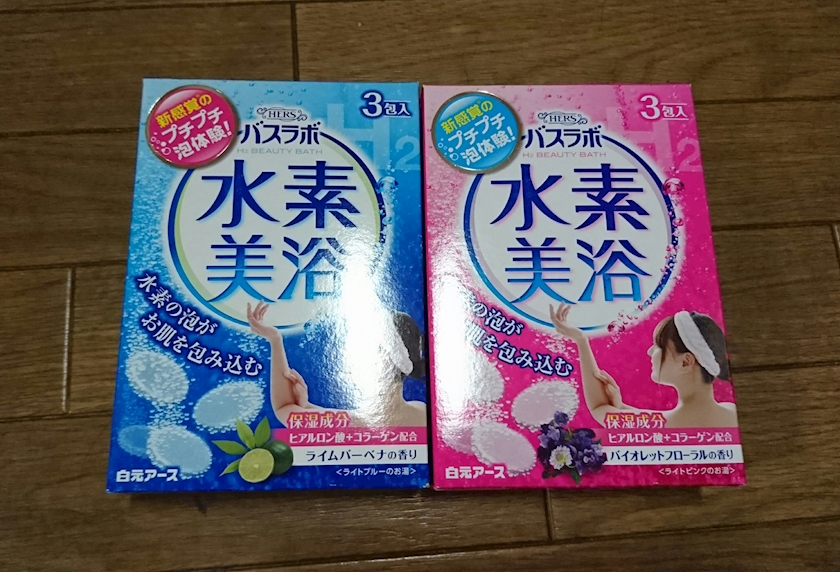 新感覚の
プチプチ
泡体験!
3包入
HERS
バスラボ
H2 BEAUTY BATH
H2
水素
美浴
水素の泡が
お肌を包み込む
保湿成分
ヒアルロン酸+コラーゲン配合
ライムバーベナの香り
<ライトブルーのお湯>
白元アース
新感覚の
プチプチ
泡体験!
3包入
HERS
バスラボ
H2 BEAUTY BATH
H2
水素
美浴
の泡が
肌を包み込む
保湿成分
ヒアルロン酸+コラーゲン配合
バイオレットフローラルの香り
<ライトピンクのお湯>
白元アース